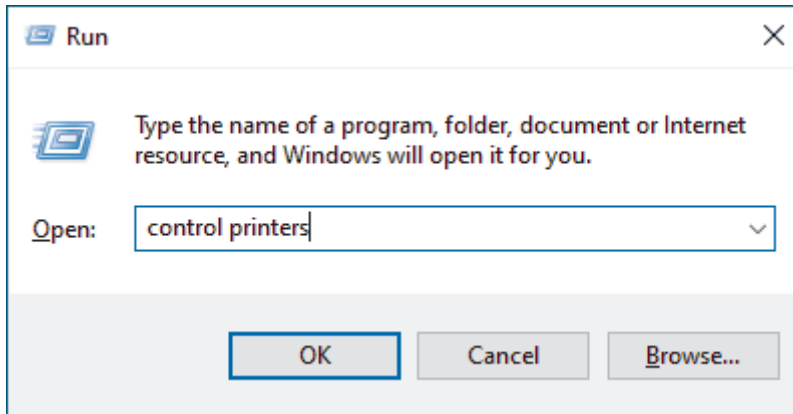 Run
Type the name of a program, folder, document or Internet
resource, and Windows will open it for you.
Open: control printers
OK Cancel Browse...